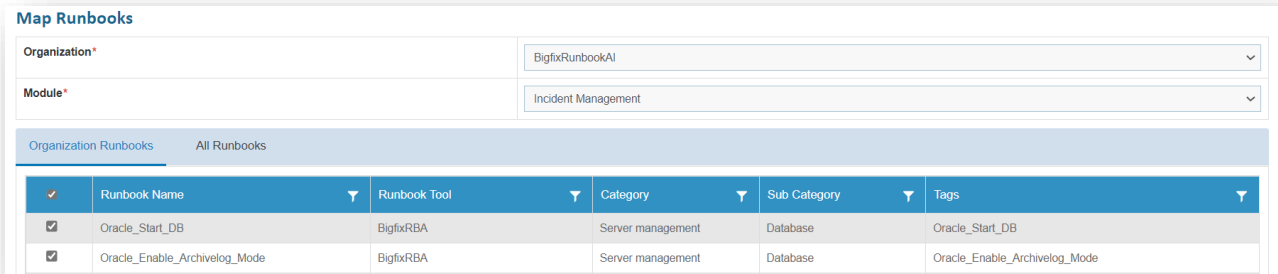 Map Runbooks
Organization*
BigfixRunbookAI
Module*
Incident Management
Organization Runbooks All Runbooks
Runbook Name Runbook Tool Category Sub Category Tags
Oracle_Start_DB BigfixRBA Server management Database Oracle_Start_DB
Oracle_Enable_Archivelog_Mode BigfixRBA Server management Database Oracle_Enable_Archivelog_Mode